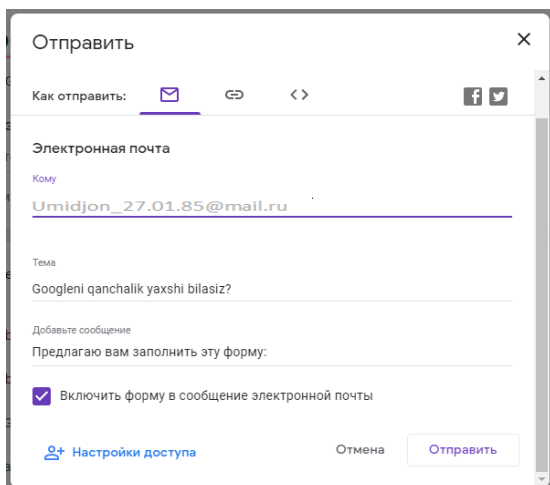 Отправить
Как отправить:
Электронная почта
Кому
Umidjon_27.01.85@mail.ru
Тема
Googleni qanchalik yaxshi bilasiz?
Добавьте сообщение
Предлагаю вам заполнить эту форму:
Включить форму в сообщение электронной почты
Настройки доступа Отмена Отправить